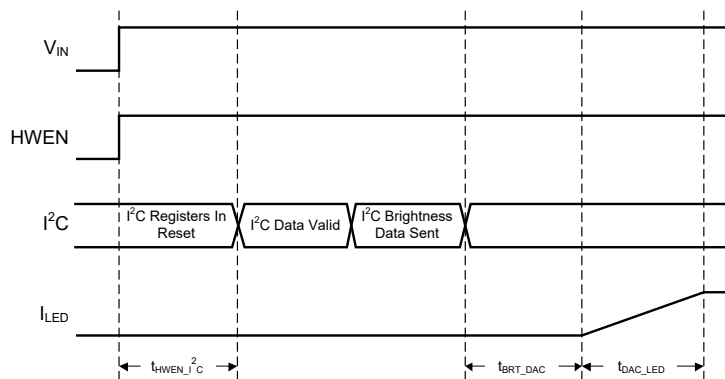 V_IN
HWEN
I²C
I²C Registers In
Reset
I²C Data Valid
I²C Brightness
Data Sent
I_LED
t_HWEN_I²C
t_BRT_DAC
t_DAC_LED